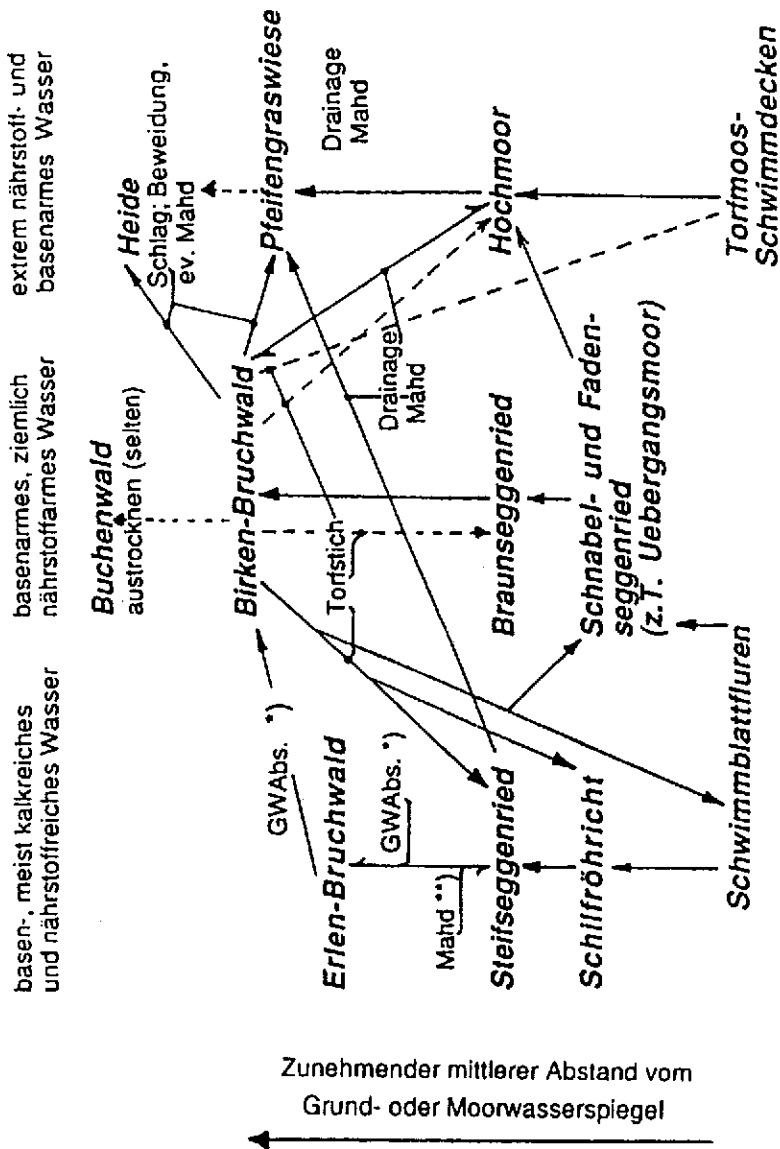 basen-, meist kalkreiches
und nährstoffreiches Wasser
basenarmes, ziemlich
nährstoffarmes Wasser
extrem nährstoff- und
basenarmes Wasser
Buchenwald
austrocknen (selten)
Heide
Schlag; Beweidung,
ev. Mahd
GWAbs. *)
Birken-Bruchwald
Pfeifengraswiese
Erlen-Bruchwald
GWAbs. *)
Torfstich
Drainage
Mahd
Drainage
Mahd
Mahd **)
Steifseggenried
Braunseggenried
Hochmoor
Schilfröhricht
Schnabel- und Faden-
seggenried
(z.T. Uebergangsmoor)
Schwimmblattfluren
Torfmoos-
Schwimmdecken
Zunehmender mittlerer Abstand vom
Grund- oder Moorwasserspiegel